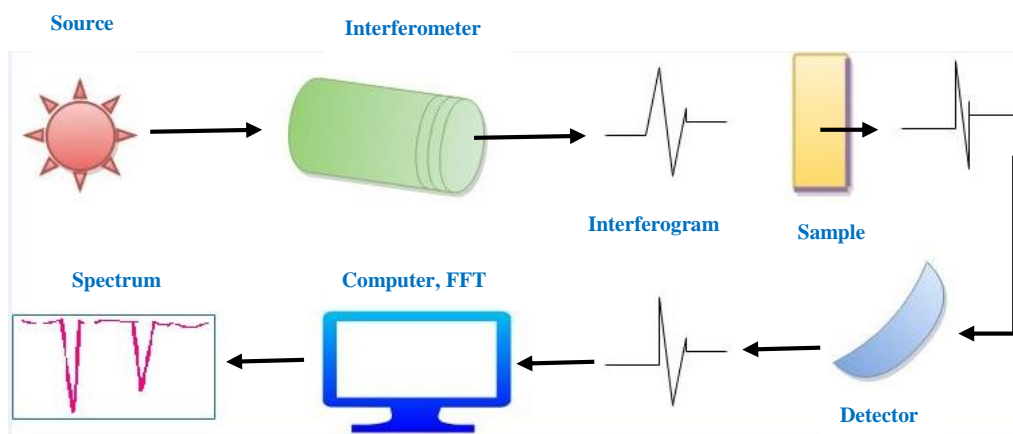 Source
Interferometer
Interferogram
Sample
Spectrum
Computer, FFT
Detector